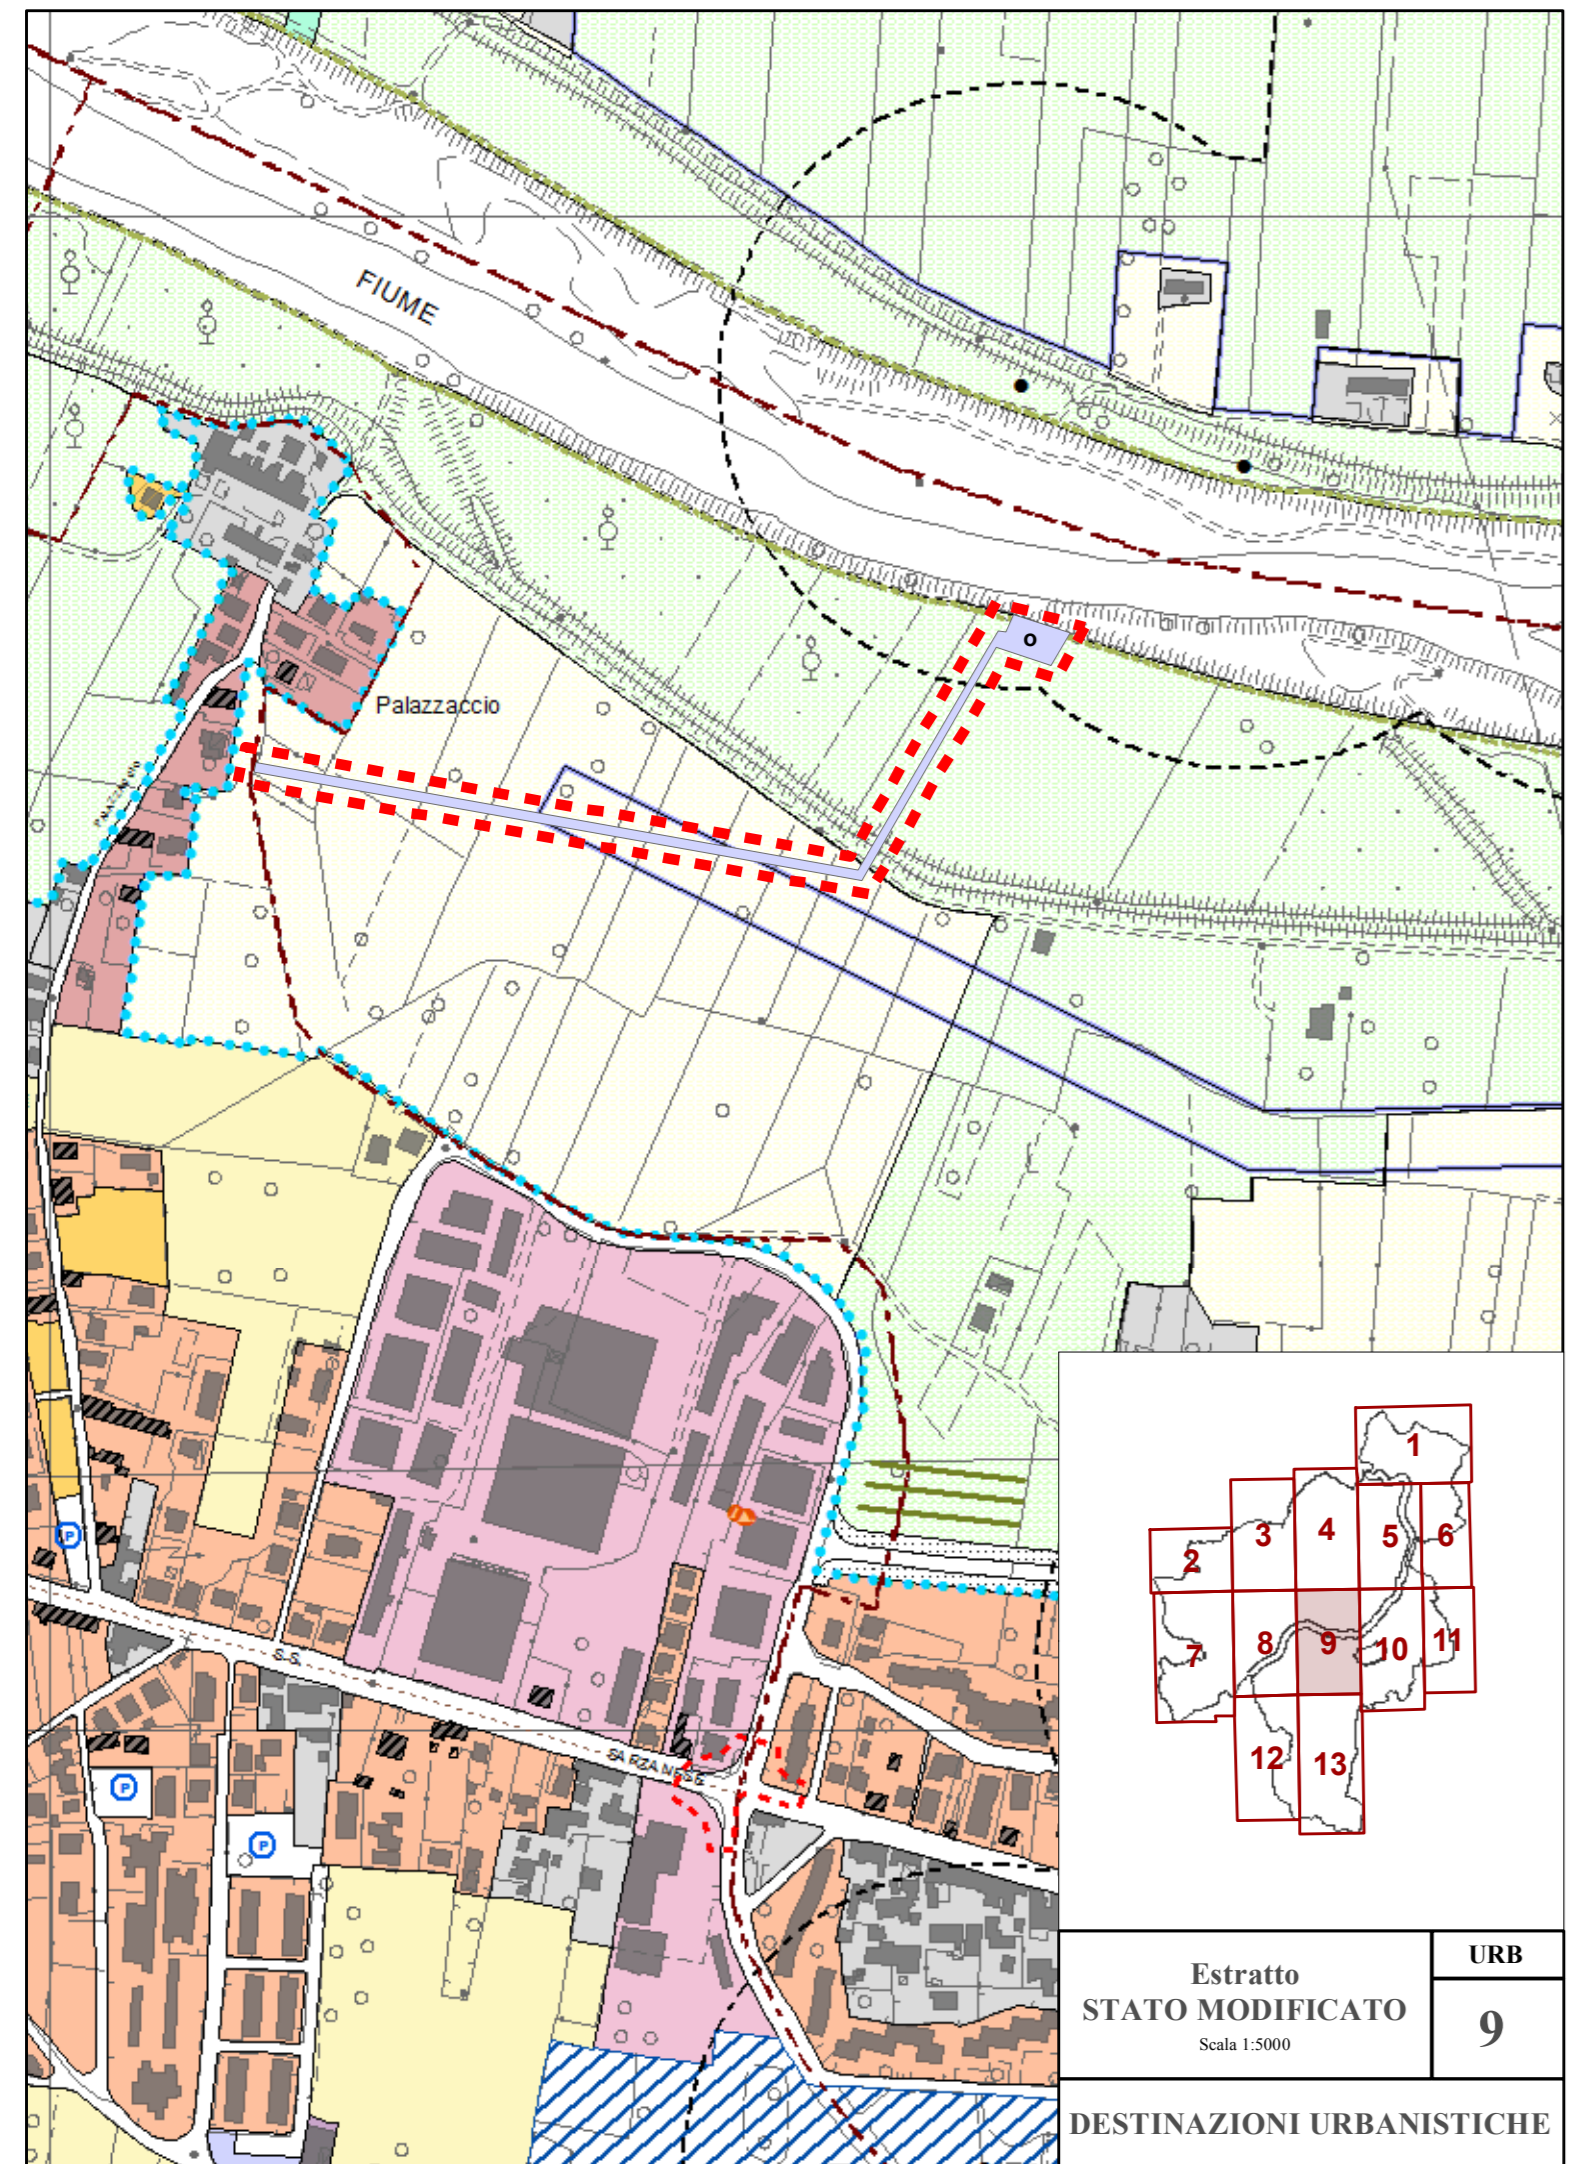 FIUME
o
Palazzaccio
P
S.S.
SARZANESE
P
P
1
2
3
4
5
6
7
8
9
10
11
12
13
Estratto
STATO MODIFICATO
Scala 1:5000
URB
9
DESTINAZIONI URBANISTICHE